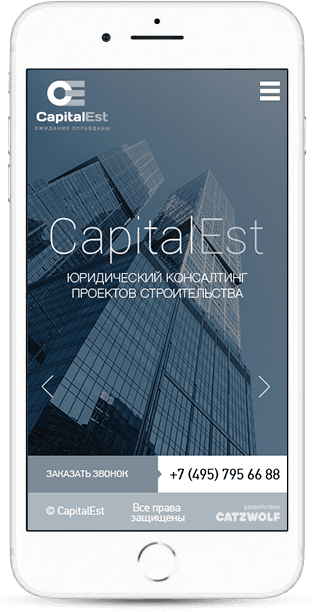 CapitalEst
ОЖИДАНИЯ ОПРАВДАНЫ
CapitalEst
ЮРИДИЧЕСКИЙ КОНСАЛТИНГ
ПРОЕКТОВ СТРОИТЕЛЬСТВА
ЗАКАЗАТЬ ЗВОНОК
+7 (495) 795 66 88
© CapitalEst
Все права
защищены
разработано
CATZWOLF